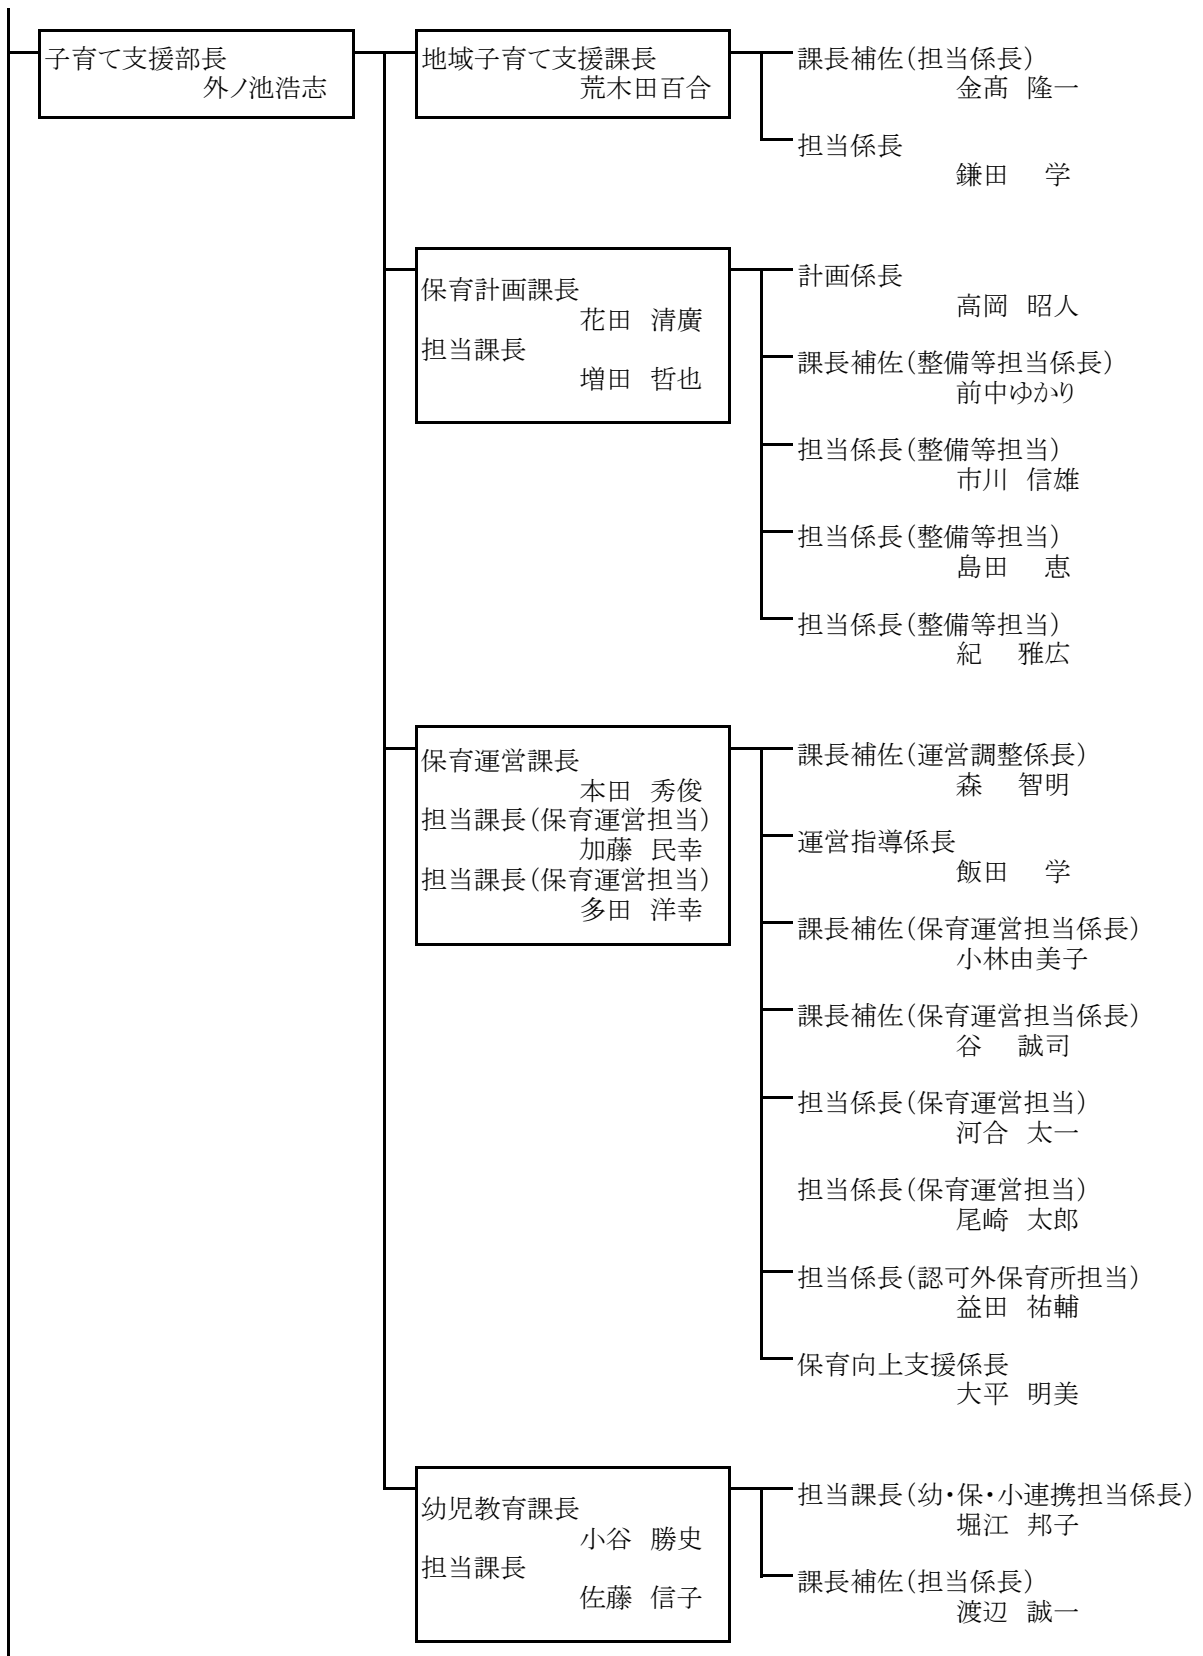 子育て支援部長
外ノ池浩志
地域子育て支援課長
荒木田百合
課長補佐(担当係長)
金髙 隆一
担当係長
鎌田 学
保育計画課長
花田 清廣
担当課長
増田 哲也
計画係長
高岡 昭人
課長補佐(整備等担当係長)
前中ゆかり
担当係長(整備等担当)
市川 信雄
担当係長(整備等担当)
島田 恵
担当係長(整備等担当)
紀 雅広
保育運営課長
本田 秀俊
担当課長(保育運営担当)
加藤 民幸
担当課長(保育運営担当)
多田 洋幸
課長補佐(運営調整係長)
森 智明
運営指導係長
飯田 学
課長補佐(保育運営担当係長)
小林由美子
課長補佐(保育運営担当係長)
谷 誠司
担当係長(保育運営担当)
河合 太一
担当係長(保育運営担当)
尾崎 太郎
担当係長(認可外保育所担当)
益田 祐輔
保育向上支援係長
大平 明美
幼児教育課長
小谷 勝史
担当課長
佐藤 信子
担当課長(幼・保・小連携担当係長)
堀江 邦子
課長補佐(担当係長)
渡辺 誠一